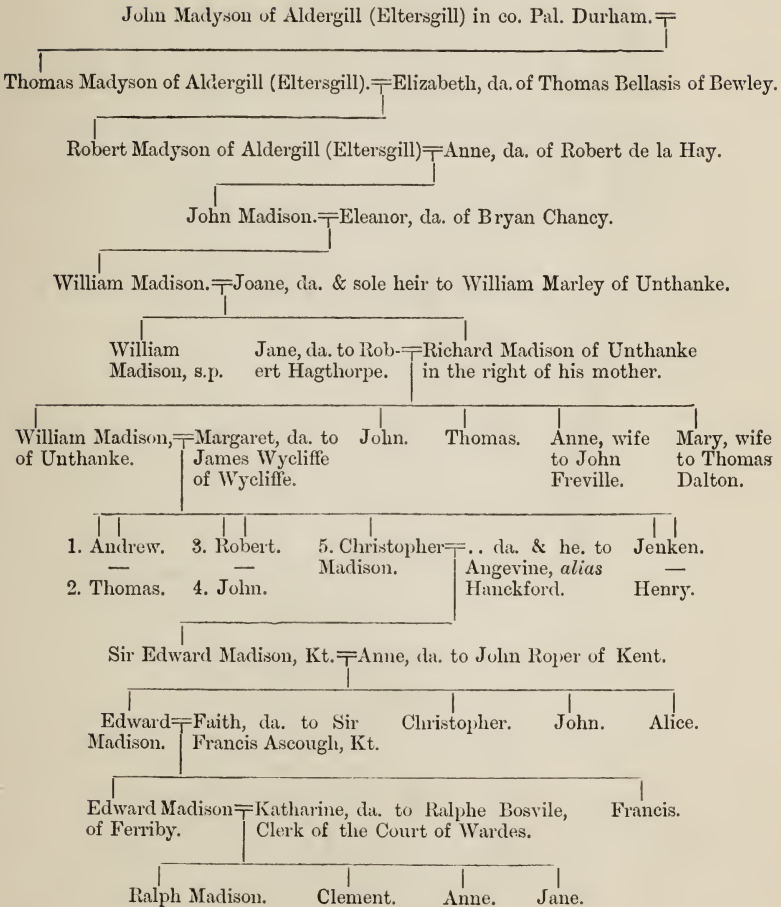 John Madyson of Aldergill (Eltersgill) in co. Pal. Durham.
Thomas Madyson of Aldergill (Eltersgill). Elizabeth, da. of Thomas Bellasis of Bewley.
Robert Madyson of Aldergill (Eltersgill) Anne, da. of Robert de la Hay.
John Madison. Eleanor, da. of Bryan Chancy.
William Madison. Joane, da. & sole heir to William Marley of Unthanke.
William Jane, da. to Rob- Richard Madison of Unthanke
Madison, s.p. ert Hagthorpe. in the right of his mother.
William Madison, Margaret, da. to John. Thomas. Anne, wife Mary, wife
of Unthanke. James Wycliffe to John to Thomas
of Wycliffe. Freville. Dalton.
1. Andrew. 3. Robert. 5. Christopher . . da. & he. to Jenken.
— — Madison. Angevine, alias —
2. Thomas. 4. John. Hanckford. Henry.
Sir Edward Madison, Kt. Anne, da. to John Roper of Kent.
Edward Faith, da. to Sir Christopher. John. Alice.
Madison. Francis Ascough, Kt.
Edward Madison Katharine, da. to Ralphe Bosvile, Francis.
of Ferriby. Clerk of the Court of Wardes.
Ralph Madison. Clement. Anne. Jane.